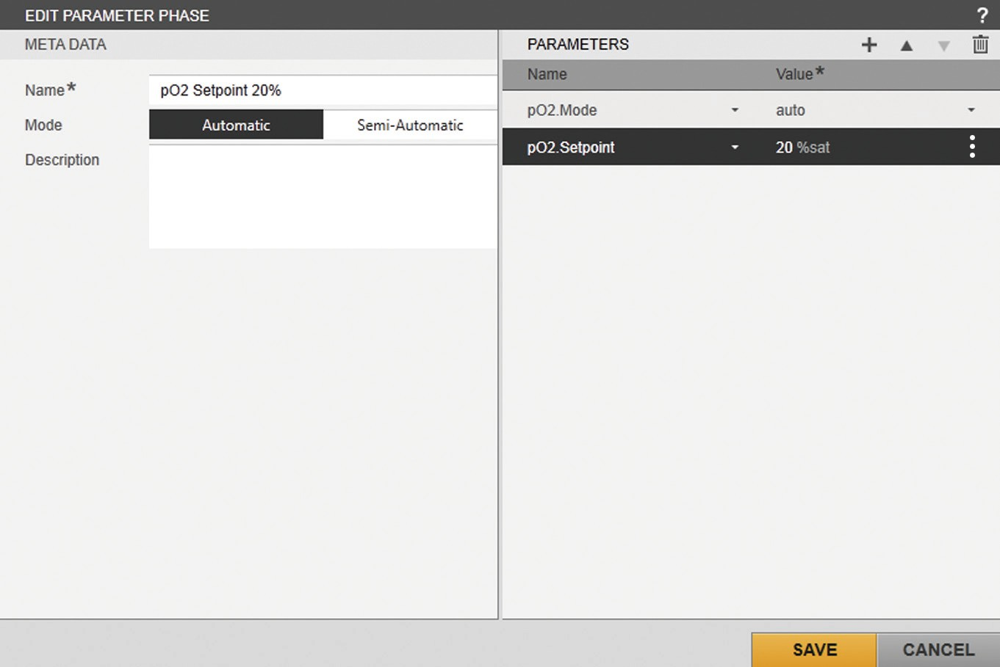 EDIT PARAMETER PHASE ?
META DATA
Name*
pO2 Setpoint 20%
Mode
Automatic
Semi-Automatic
Description
PARAMETERS
Name Value*
pO2.Mode auto
pO2.Setpoint 20 %sat
SAVE CANCEL